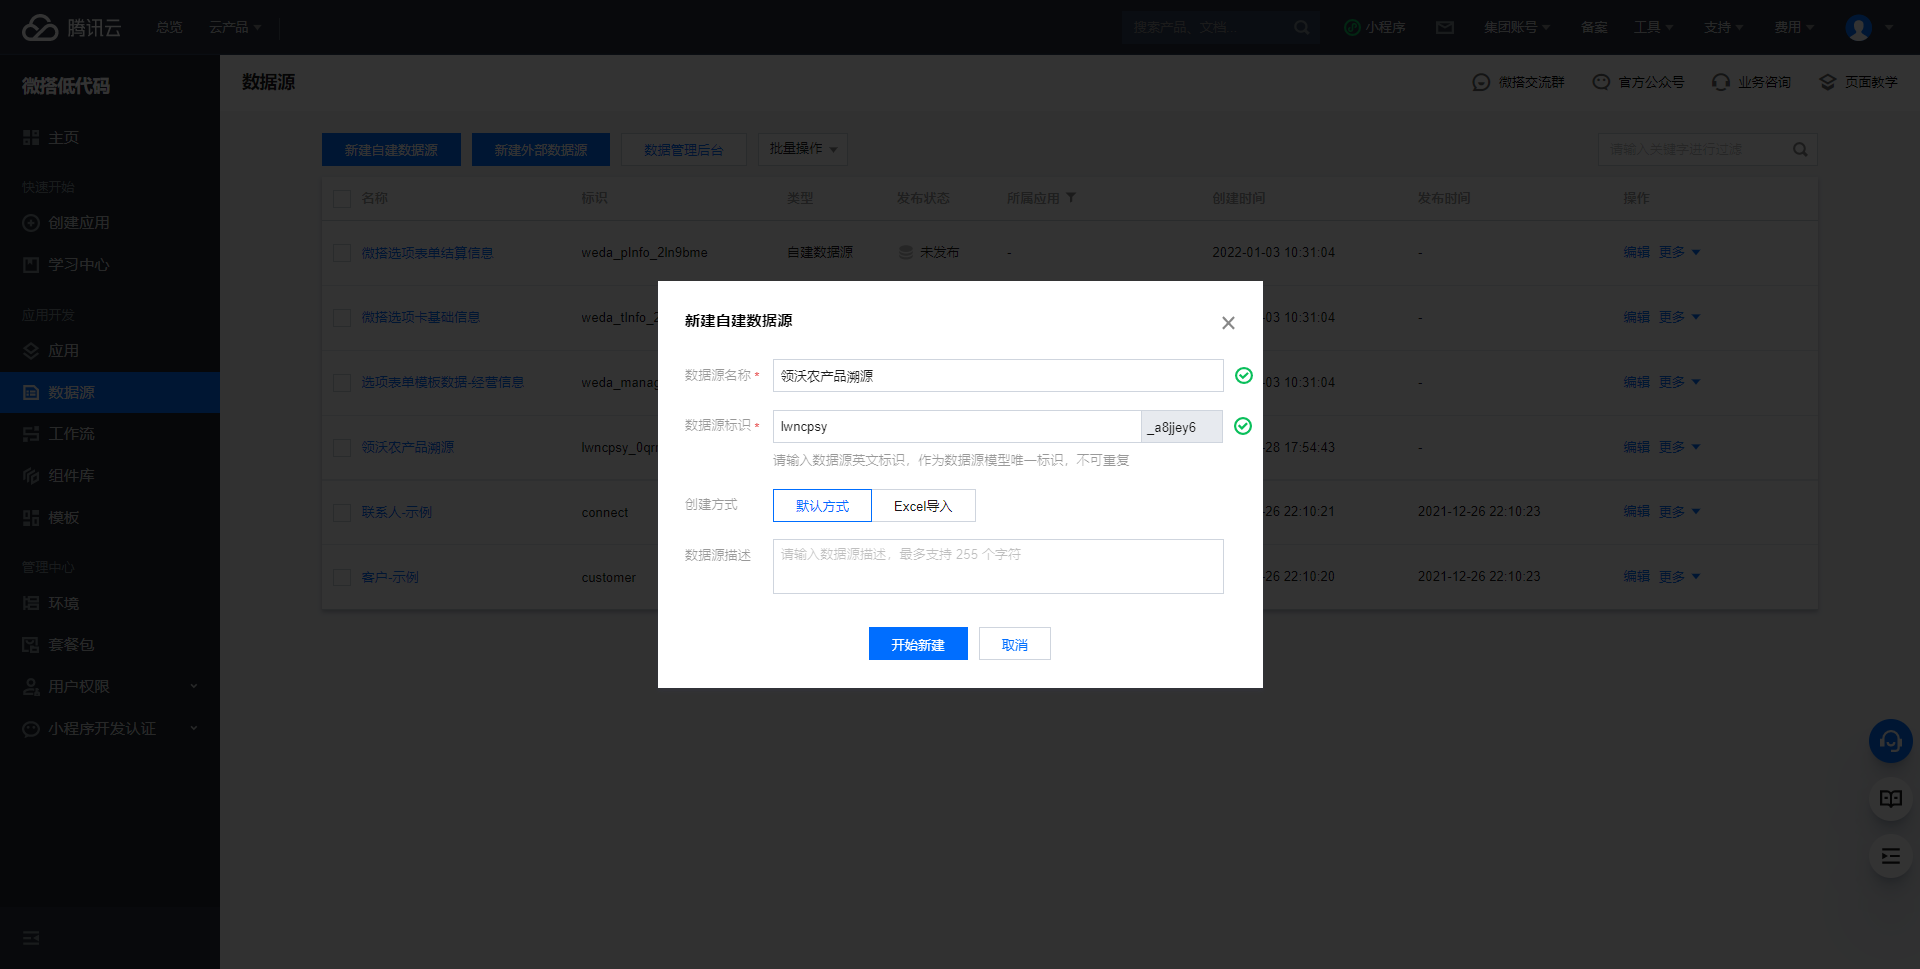 腾讯云 总览 云产品 搜索产品、文档... 小程序 集团账号 备案 工具 支持 费用
微搭低代码
主页
快速开始
创建应用
学习中心
应用开发
应用
数据源
工作流
组件库
模板
管理中心
环境
套餐包
用户权限
小程序开发认证
数据源 微搭交流群 官方公众号 业务咨询 页面教学
新建自建数据源 新建外部数据源 数据管理后台 批量操作 请输入关键字进行过滤
名称 标识 类型 发布状态 所属应用 创建时间 发布时间 操作
微搭选项表单结算信息 weda_pInfo_2ln9bme 自建数据源 未发布 - 2022-01-03 10:31:04 - 编辑 更多
微搭选项卡基础信息 weda_tInfo_2 -03 10:31:04 - 编辑 更多
选项表单模板数据-经营信息 weda_manag -03 10:31:04 - 编辑 更多
领沃农产品溯源 lwncpsy_0qr -28 17:54:43 - 编辑 更多
联系人-示例 connect -26 22:10:21 2021-12-26 22:10:23 编辑 更多
客户-示例 customer -26 22:10:20 2021-12-26 22:10:23 编辑 更多
新建自建数据源
数据源名称* 领沃农产品溯源
数据源标识* lwncpsy _a8jjey6
请输入数据源英文标识，作为数据源模型唯一标识，不可重复
创建方式 默认方式 Excel导入
数据源描述 请输入数据源描述，最多支持 255 个字符
开始新建 取消